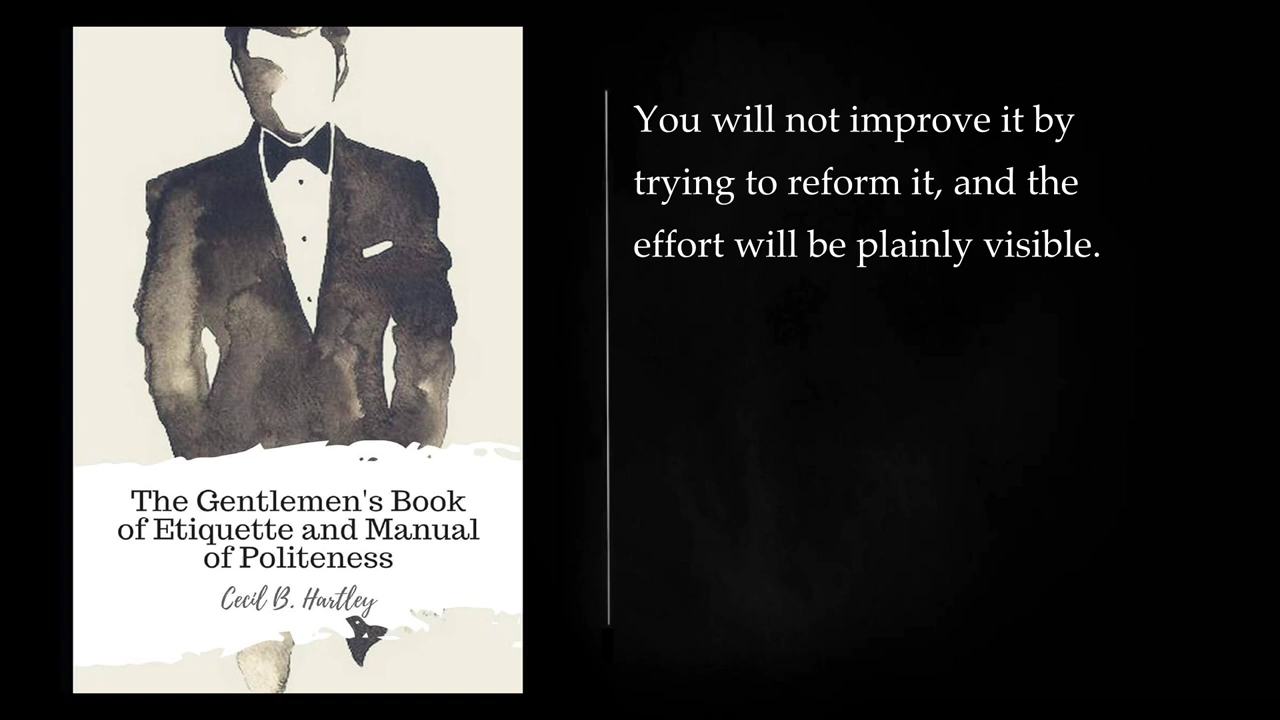 The Gentlemen's Book
of Etiquette and Manual
of Politeness
Cecil B. Hartley
You will not improve it by
trying to reform it, and the
effort will be plainly visible.